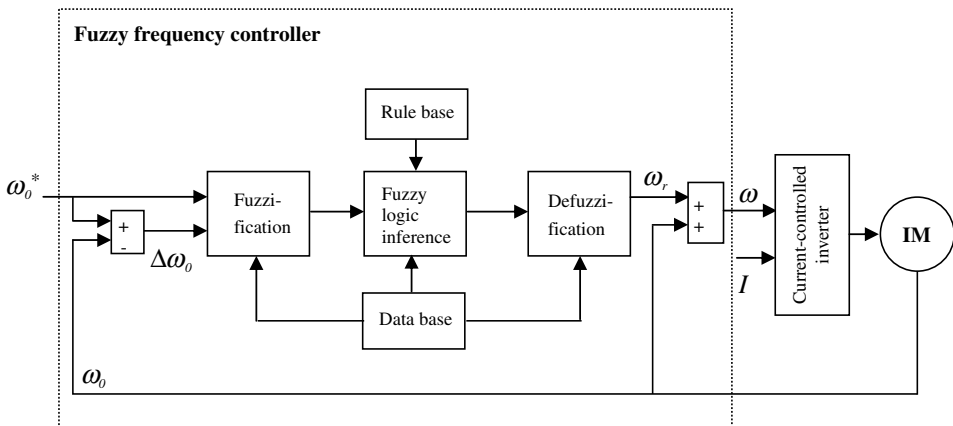 Fuzzy frequency controller
Rule base
ω₀*
Fuzzi-
fication
Fuzzy
logic
inference
Defuzzi-
fication
ωᵣ
+
+
ω
Current-controlled
inverter
IM
+
-
Δω₀
I
Data base
ω₀